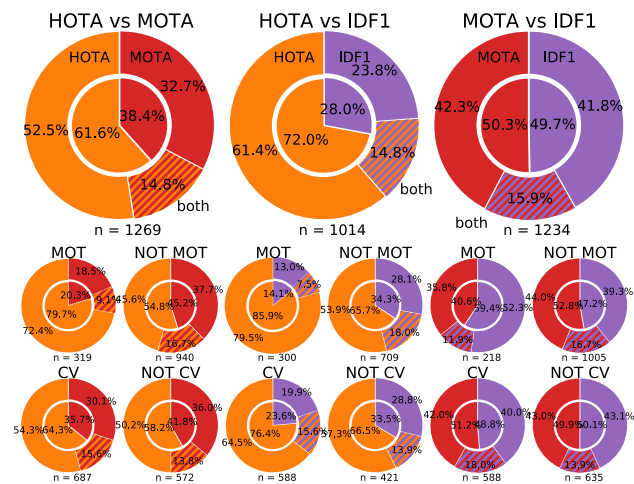 HOTA vs MOTA
HOTA
MOTA
32.7%
38.4%
52.5%
61.6%
14.8%
both
n = 1269
HOTA vs IDF1
HOTA
IDF1
23.8%
28.0%
72.0%
61.4%
14.8%
both
n = 1014
MOTA vs IDF1
MOTA
IDF1
42.3%
41.8%
50.3%
49.7%
15.9%
both
n = 1234
MOT
18.5%
20.3%
9.1%
79.7%
72.4%
n = 319
NOT MOT
37.7%
45.6%
54.8%
45.2%
16.7%
n = 940
MOT
13.0%
7.5%
14.1%
85.9%
79.5%
n = 300
NOT MOT
28.1%
34.3%
53.9%
65.7%
18.0%
n = 709
MOT
35.8%
40.6%
59.4%
52.3%
11.9%
n = 218
NOT MOT
39.3%
44.0%
52.8%
47.2%
16.7%
n = 1005
CV
30.1%
35.7%
54.3%
64.3%
15.6%
n = 687
NOT CV
36.0%
50.2%
41.8%
58.2%
13.8%
n = 572
CV
19.9%
23.6%
15.6%
76.4%
64.5%
n = 588
NOT CV
28.8%
33.5%
57.3%
66.5%
13.9%
n = 421
CV
42.0%
40.0%
51.2%
48.8%
18.0%
n = 588
NOT CV
43.0%
43.1%
49.9%
50.1%
13.9%
n = 635